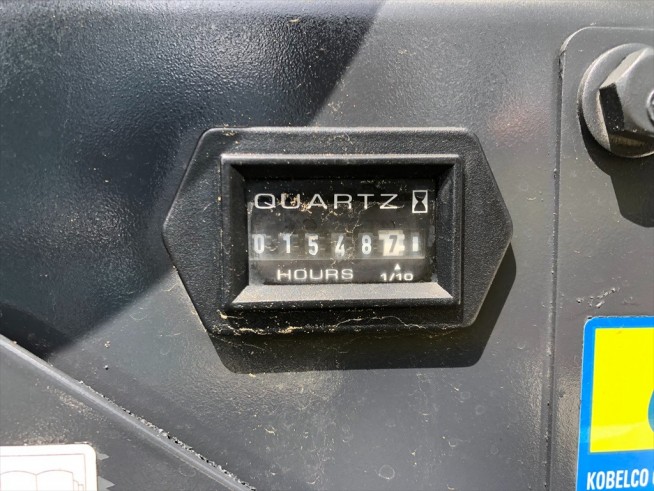 QUARTZ
015487
HOURS 1/10
KOBELCO